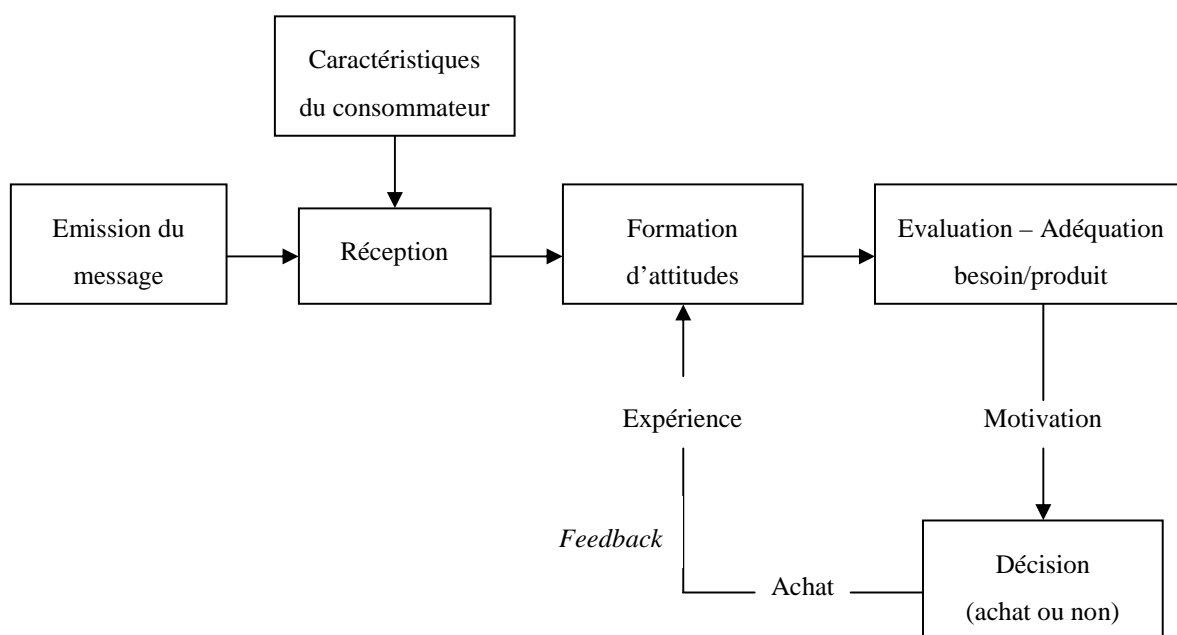 Caractéristiques
du consommateur
Emission du
message
Réception
Formation
d’attitudes
Evaluation – Adéquation
besoin/produit
Expérience
Motivation
Feedback
Achat
Décision
(achat ou non)